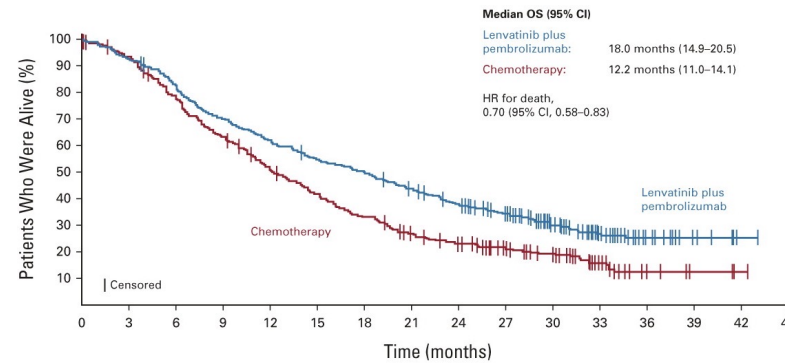 Median OS (95% CI)
Lenvatinib plus
pembrolizumab: 18.0 months (14.9–20.5)
Chemotherapy: 12.2 months (11.0–14.1)
HR for death,
0.70 (95% CI, 0.58–0.83)
Patients Who Were Alive (%)
100
90
80
70
60
50
40
30
20
10
Lenvatinib plus
pembrolizumab
Chemotherapy
Censored
0 3 6 9 12 15 18 21 24 27 30 33 36 39 42
Time (months)